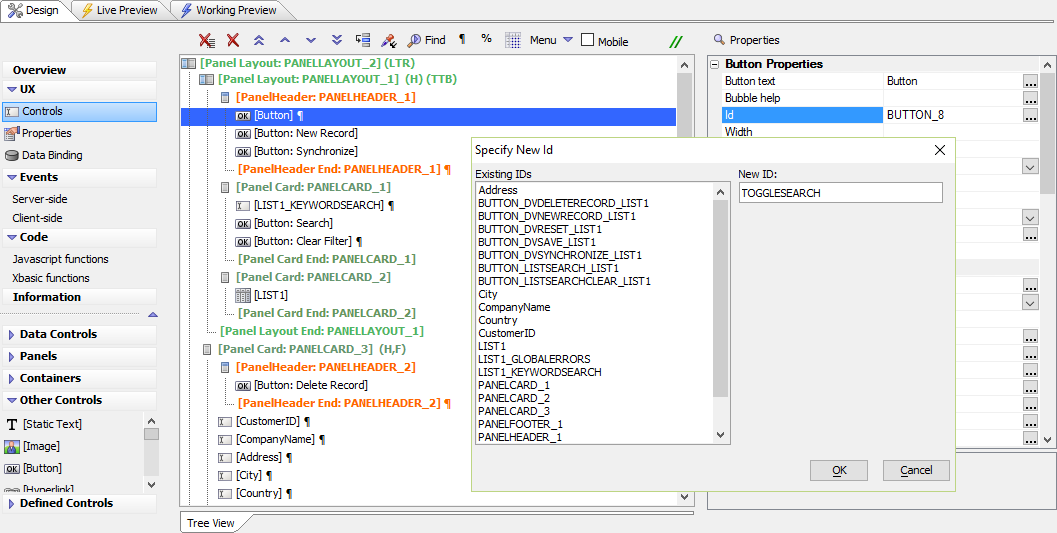 Design
Live Preview
Working Preview
Overview
UX
Controls
Properties
Data Binding
Events
Server-side
Client-side
Code
Javascript functions
Xbasic functions
Information
Data Controls
Panels
Containers
Other Controls
[Static Text]
[Image]
[Button]
[Hyperlink]
Defined Controls
Find ¶ % Menu Mobile
[Panel Layout: PANELLAYOUT_2] (LTR)
[Panel Layout: PANELLAYOUT_1] (H) (TTB)
[PanelHeader: PANELHEADER_1]
[Button] ¶
[Button: New Record]
[Button: Synchronize]
[PanelHeader End: PANELHEADER_1] ¶
[Panel Card: PANELCARD_1]
[LIST1_KEYWORDSEARCH] ¶
[Button: Search]
[Button: Clear Filter] ¶
[Panel Card End: PANELCARD_1]
[Panel Card: PANELCARD_2]
[LIST1]
[Panel Card End: PANELCARD_2]
[Panel Layout End: PANELLAYOUT_1]
[Panel Card: PANELCARD_3] (H,F)
[PanelHeader: PANELHEADER_2]
[Button: Delete Record]
[PanelHeader End: PANELHEADER_2] ¶
[CustomerID] ¶
[CompanyName] ¶
[Address] ¶
[City] ¶
[Country] ¶
Tree View
Properties
Button Properties
Button text Button
Bubble help
Id BUTTON_8
Width
Specify New Id
Existing IDs
Address
BUTTON_DVDELETERECORD_LIST1
BUTTON_DVNEWRECORD_LIST1
BUTTON_DVRESET_LIST1
BUTTON_DVSAVE_LIST1
BUTTON_DVSYNCHRONIZE_LIST1
BUTTON_LISTSEARCH_LIST1
BUTTON_LISTSEARCHCLEAR_LIST1
City
CompanyName
Country
CustomerID
LIST1
LIST1_GLOBALERRORS
LIST1_KEYWORDSEARCH
PANELCARD_1
PANELCARD_2
PANELCARD_3
PANELFOOTER_1
PANELHEADER_1
New ID:
TOGGLESEARCH
OK
Cancel